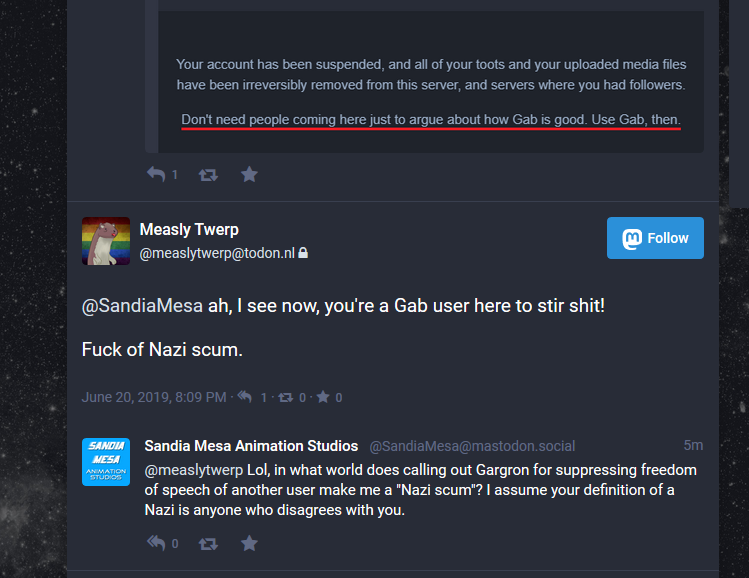 Your account has been suspended, and all of your toots and your uploaded media files
have been irreversibly removed from this server, and servers where you had followers.
Don't need people coming here just to argue about how Gab is good. Use Gab, then.
1
Measly Twerp
@measlytwerp@todon.nl
Follow
@SandiaMesa ah, I see now, you're a Gab user here to stir shit!
Fuck of Nazi scum.
June 20, 2019, 8:09 PM · 1 · 0 · 0
SANDIA
MESA
ANIMATION
STUDIOS
Sandia Mesa Animation Studios @SandiaMesa@mastodon.social 5m
@measlytwerp Lol, in what world does calling out Gargron for suppressing freedom
of speech of another user make me a "Nazi scum"? I assume your definition of a
Nazi is anyone who disagrees with you.
0